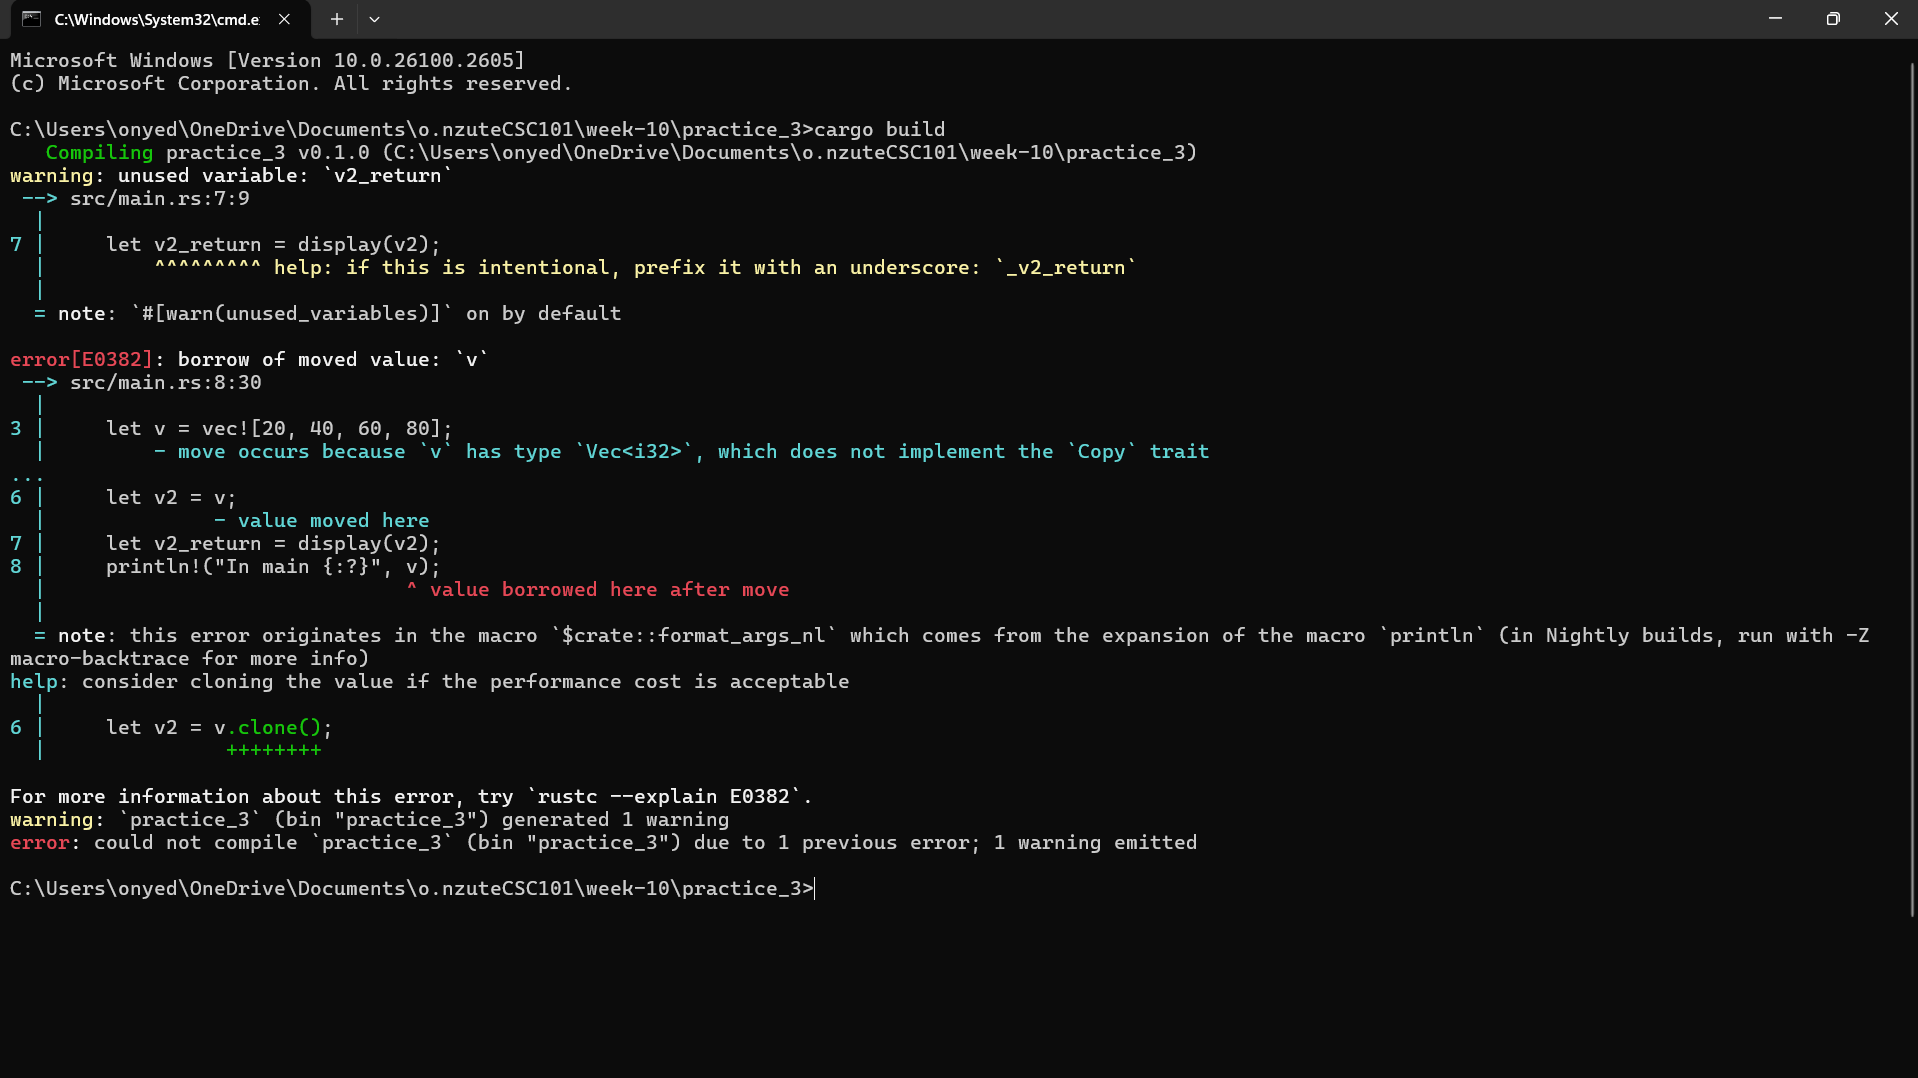 C:\Windows\System32\cmd.e
Microsoft Windows [Version 10.0.26100.2605]
(c) Microsoft Corporation. All rights reserved.
C:\Users\onyed\OneDrive\Documents\o.nzuteCSC101\week-10\practice_3>cargo build
   Compiling practice_3 v0.1.0 (C:\Users\onyed\OneDrive\Documents\o.nzuteCSC101\week-10\practice_3)
warning: unused variable: `v2_return`
 --> src/main.rs:7:9
  |
7 |     let v2_return = display(v2);
  |         ^^^^^^^^^ help: if this is intentional, prefix it with an underscore: `_v2_return`
  |
  = note: `#[warn(unused_variables)]` on by default
error[E0382]: borrow of moved value: `v`
 --> src/main.rs:8:30
  |
3 |     let v = vec![20, 40, 60, 80];
  |         - move occurs because `v` has type `Vec<i32>`, which does not implement the `Copy` trait
...
6 |     let v2 = v;
  |              - value moved here
7 |     let v2_return = display(v2);
8 |     println!("In main {:?}", v);
  |                              ^ value borrowed here after move
  |
  = note: this error originates in the macro `$crate::format_args_nl` which comes from the expansion of the macro `println` (in Nightly builds, run with -Z
macro-backtrace for more info)
help: consider cloning the value if the performance cost is acceptable
  |
6 |     let v2 = v.clone();
  |               ++++++++
For more information about this error, try `rustc --explain E0382`.
warning: `practice_3` (bin "practice_3") generated 1 warning
error: could not compile `practice_3` (bin "practice_3") due to 1 previous error; 1 warning emitted
C:\Users\onyed\OneDrive\Documents\o.nzuteCSC101\week-10\practice_3>